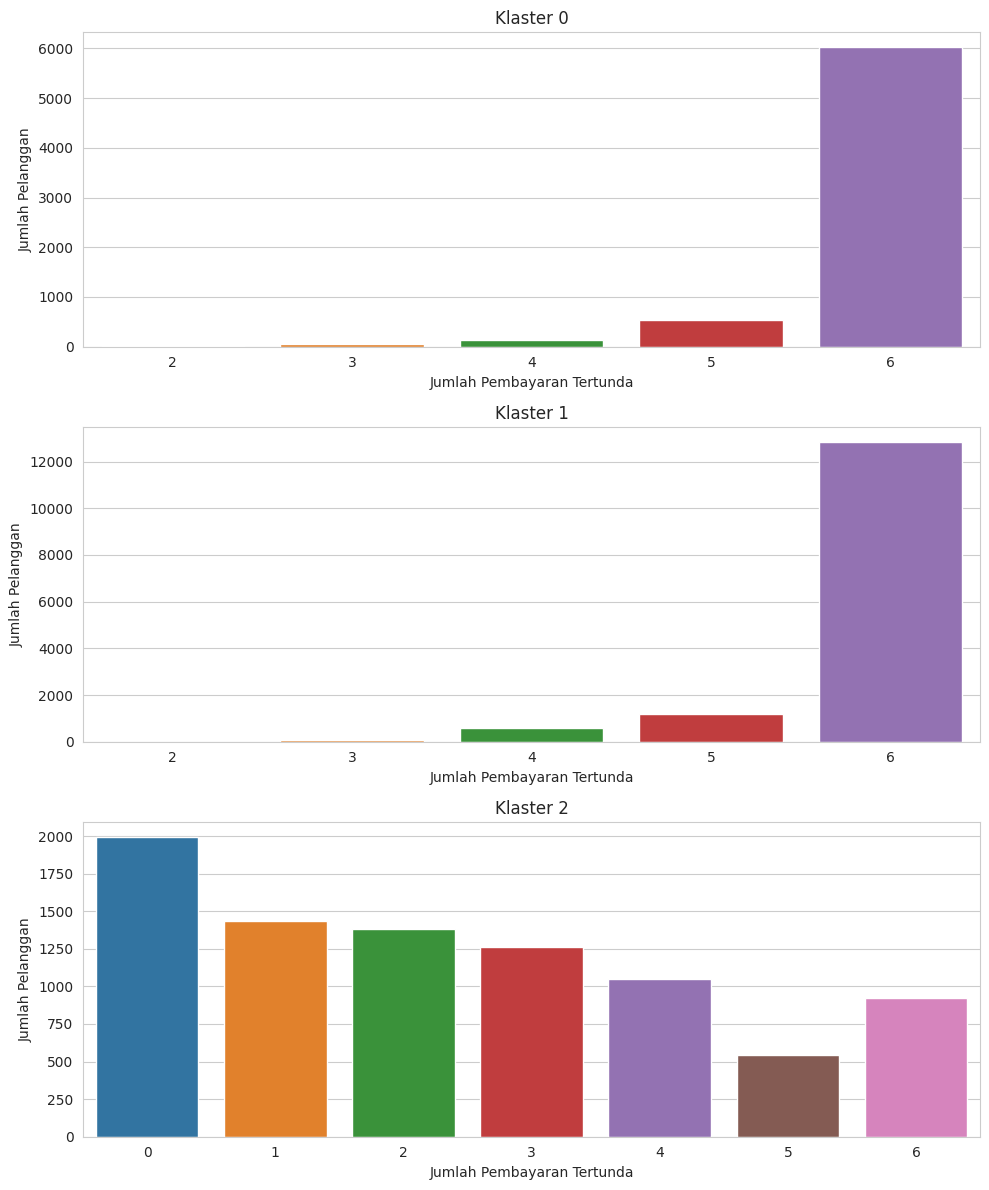 Klaster 0
6000
5000
4000
3000
2000
1000
0
Jumlah Pelanggan
2 3 4 5 6
Jumlah Pembayaran Tertunda
Klaster 1
12000
10000
8000
6000
4000
2000
0
Jumlah Pelanggan
2 3 4 5 6
Jumlah Pembayaran Tertunda
Klaster 2
2000
1750
1500
1250
1000
750
500
250
0
Jumlah Pelanggan
0 1 2 3 4 5 6
Jumlah Pembayaran Tertunda